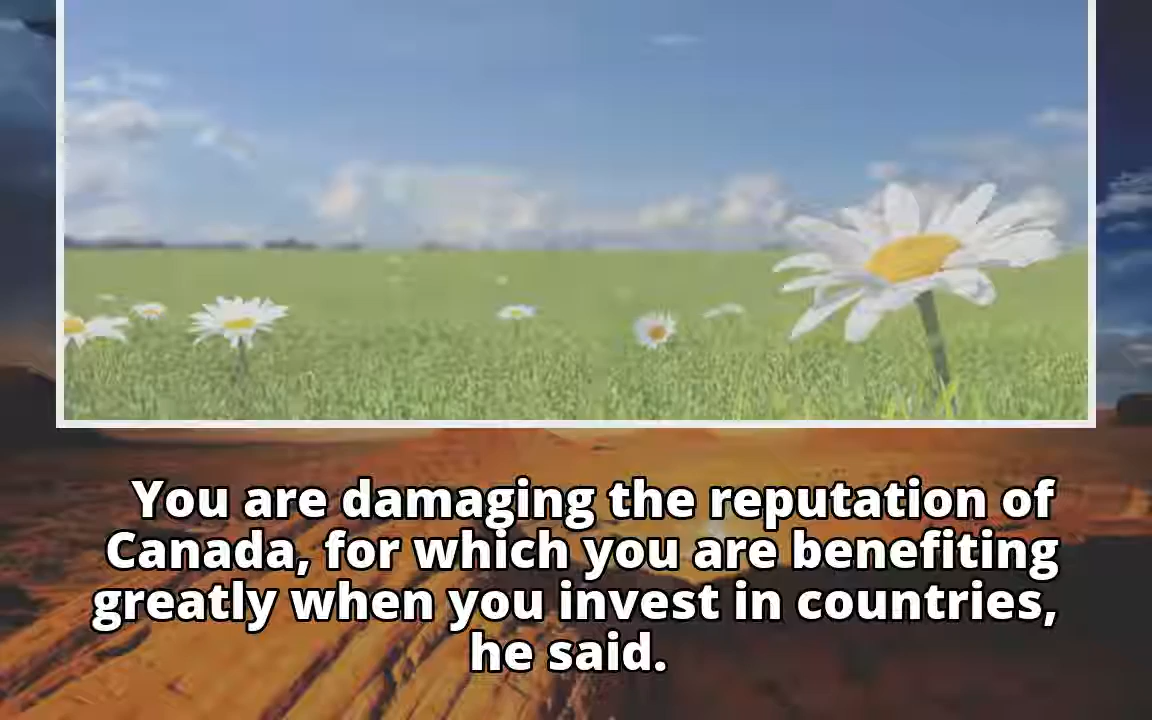 You are damaging the reputation of
Canada, for which you are benefiting
greatly when you invest in countries,
he said.